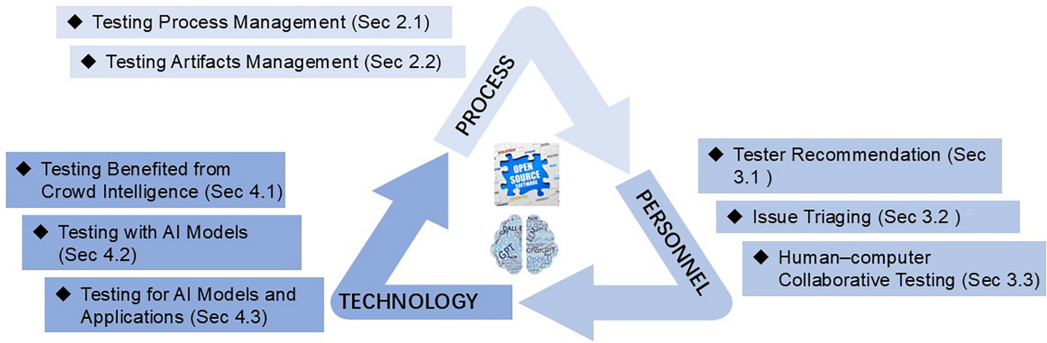 ◆ Testing Process Management (Sec 2.1)
◆ Testing Artifacts Management (Sec 2.2)
PROCESS
◆ Testing Benefited from
Crowd Intelligence (Sec 4.1)
◆ Testing with AI Models
(Sec 4.2)
◆ Testing for AI Models and
Applications (Sec 4.3)
TECHNOLOGY
OPEN
SOURCE
SOFTWARE
GPT
ChatGPT
PERSONNEL
◆ Tester Recommendation (Sec
3.1 )
◆ Issue Triaging (Sec 3.2 )
◆ Human–computer
Collaborative Testing (Sec 3.3)